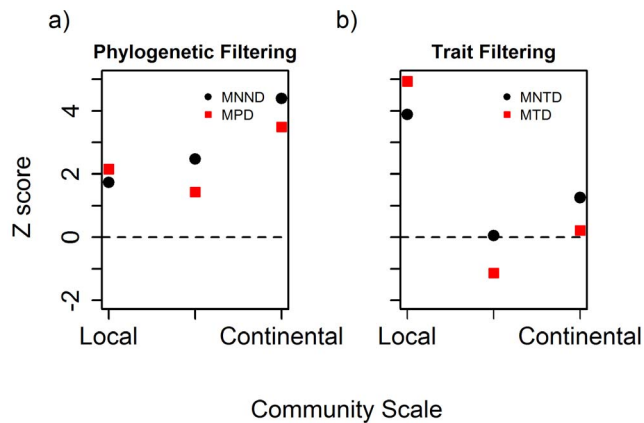 a)
Phylogenetic Filtering
MNND
MPD
Z score
4
2
0
-2
Local
Continental
b)
Trait Filtering
MNTD
MTD
Local
Continental
Community Scale